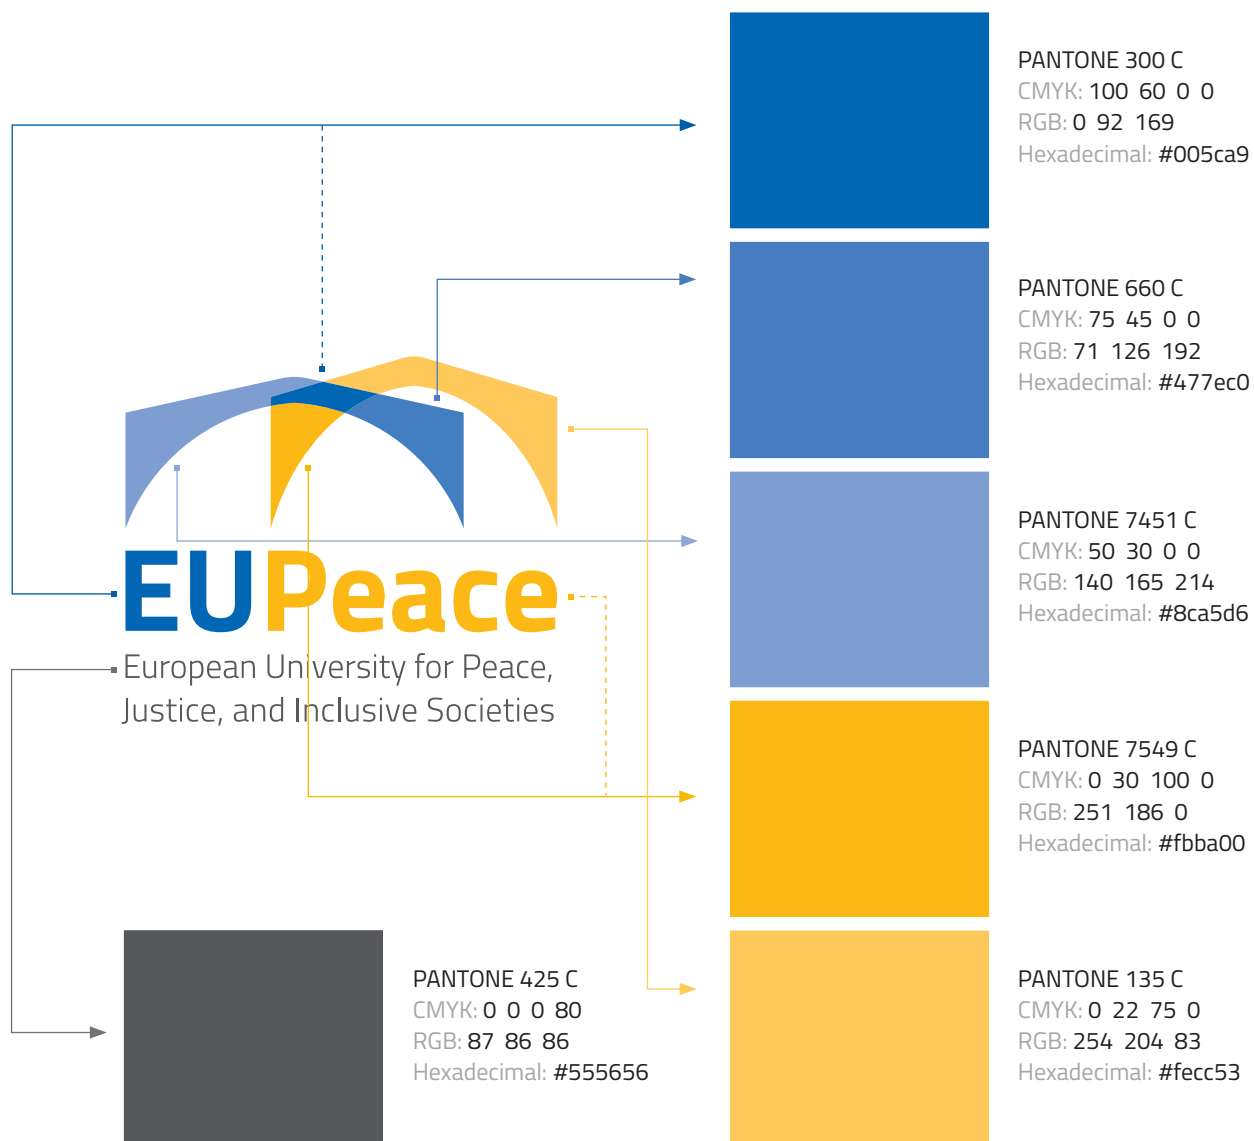 PANTONE 300 C
CMYK: 100 60 0 0
RGB: 0 92 169
Hexadecimal: #005ca9
PANTONE 660 C
CMYK: 75 45 0 0
RGB: 71 126 192
Hexadecimal: #477ec0
PANTONE 7451 C
CMYK: 50 30 0 0
RGB: 140 165 214
Hexadecimal: #8ca5d6
EUPeace
European University for Peace,
Justice, and Inclusive Societies
PANTONE 7549 C
CMYK: 0 30 100 0
RGB: 251 186 0
Hexadecimal: #fbba00
PANTONE 425 C
CMYK: 0 0 0 80
RGB: 87 86 86
Hexadecimal: #555656
PANTONE 135 C
CMYK: 0 22 75 0
RGB: 254 204 83
Hexadecimal: #fecc53